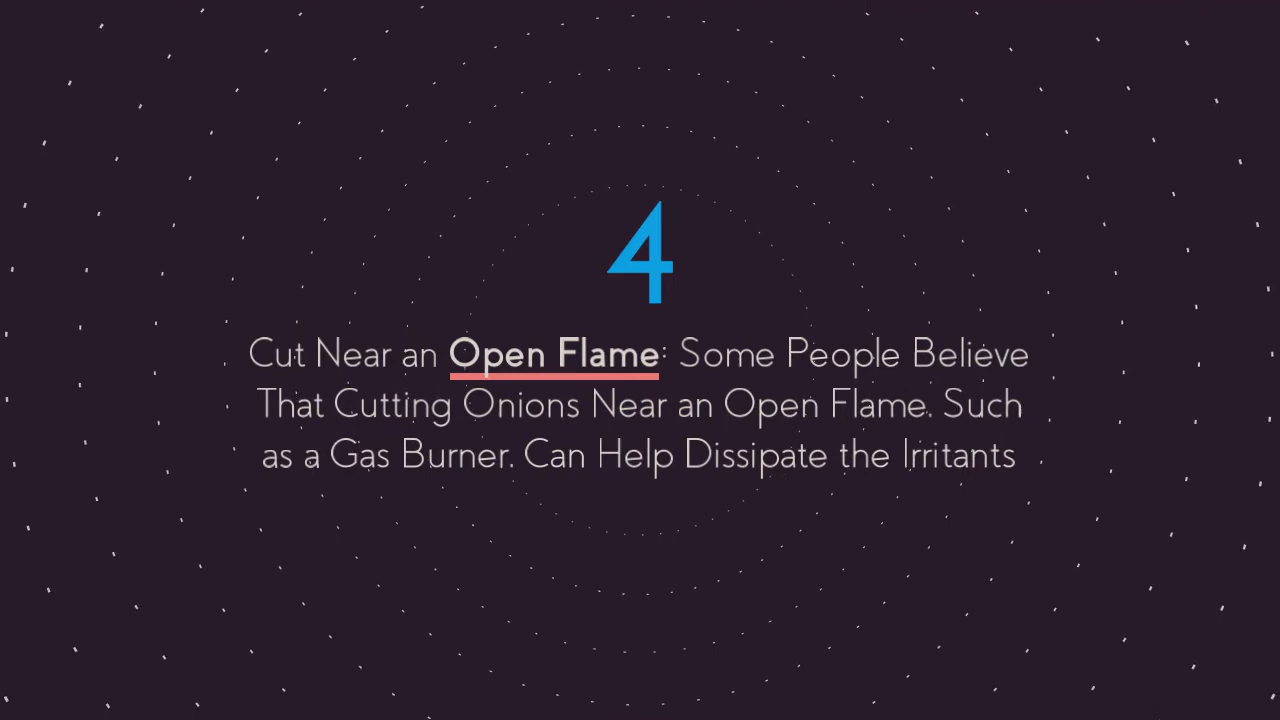 4
Cut Near an Open Flame: Some People Believe
That Cutting Onions Near an Open Flame. Such
as a Gas Burner. Can Help Dissipate the Irritants